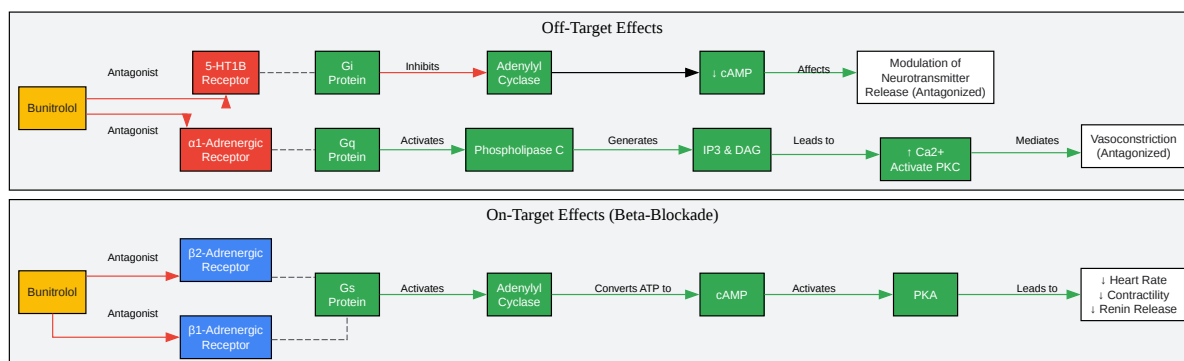 Off-Target Effects
Bunitrolol
Antagonist
5-HT1B
Receptor
Gi
Protein
Inhibits
Adenylyl
Cyclase
↓ cAMP
Affects
Modulation of
Neurotransmitter
Release (Antagonized)
Antagonist
α1-Adrenergic
Receptor
Gq
Protein
Activates
Phospholipase C
Generates
IP3 & DAG
Leads to
↑ Ca2+
Activate PKC
Mediates
Vasoconstriction
(Antagonized)
On-Target Effects (Beta-Blockade)
Bunitrolol
Antagonist
β2-Adrenergic
Receptor
Antagonist
β1-Adrenergic
Receptor
Gs
Protein
Activates
Adenylyl
Cyclase
Converts ATP to
cAMP
Activates
PKA
Leads to
↓ Heart Rate
↓ Contractility
↓ Renin Release